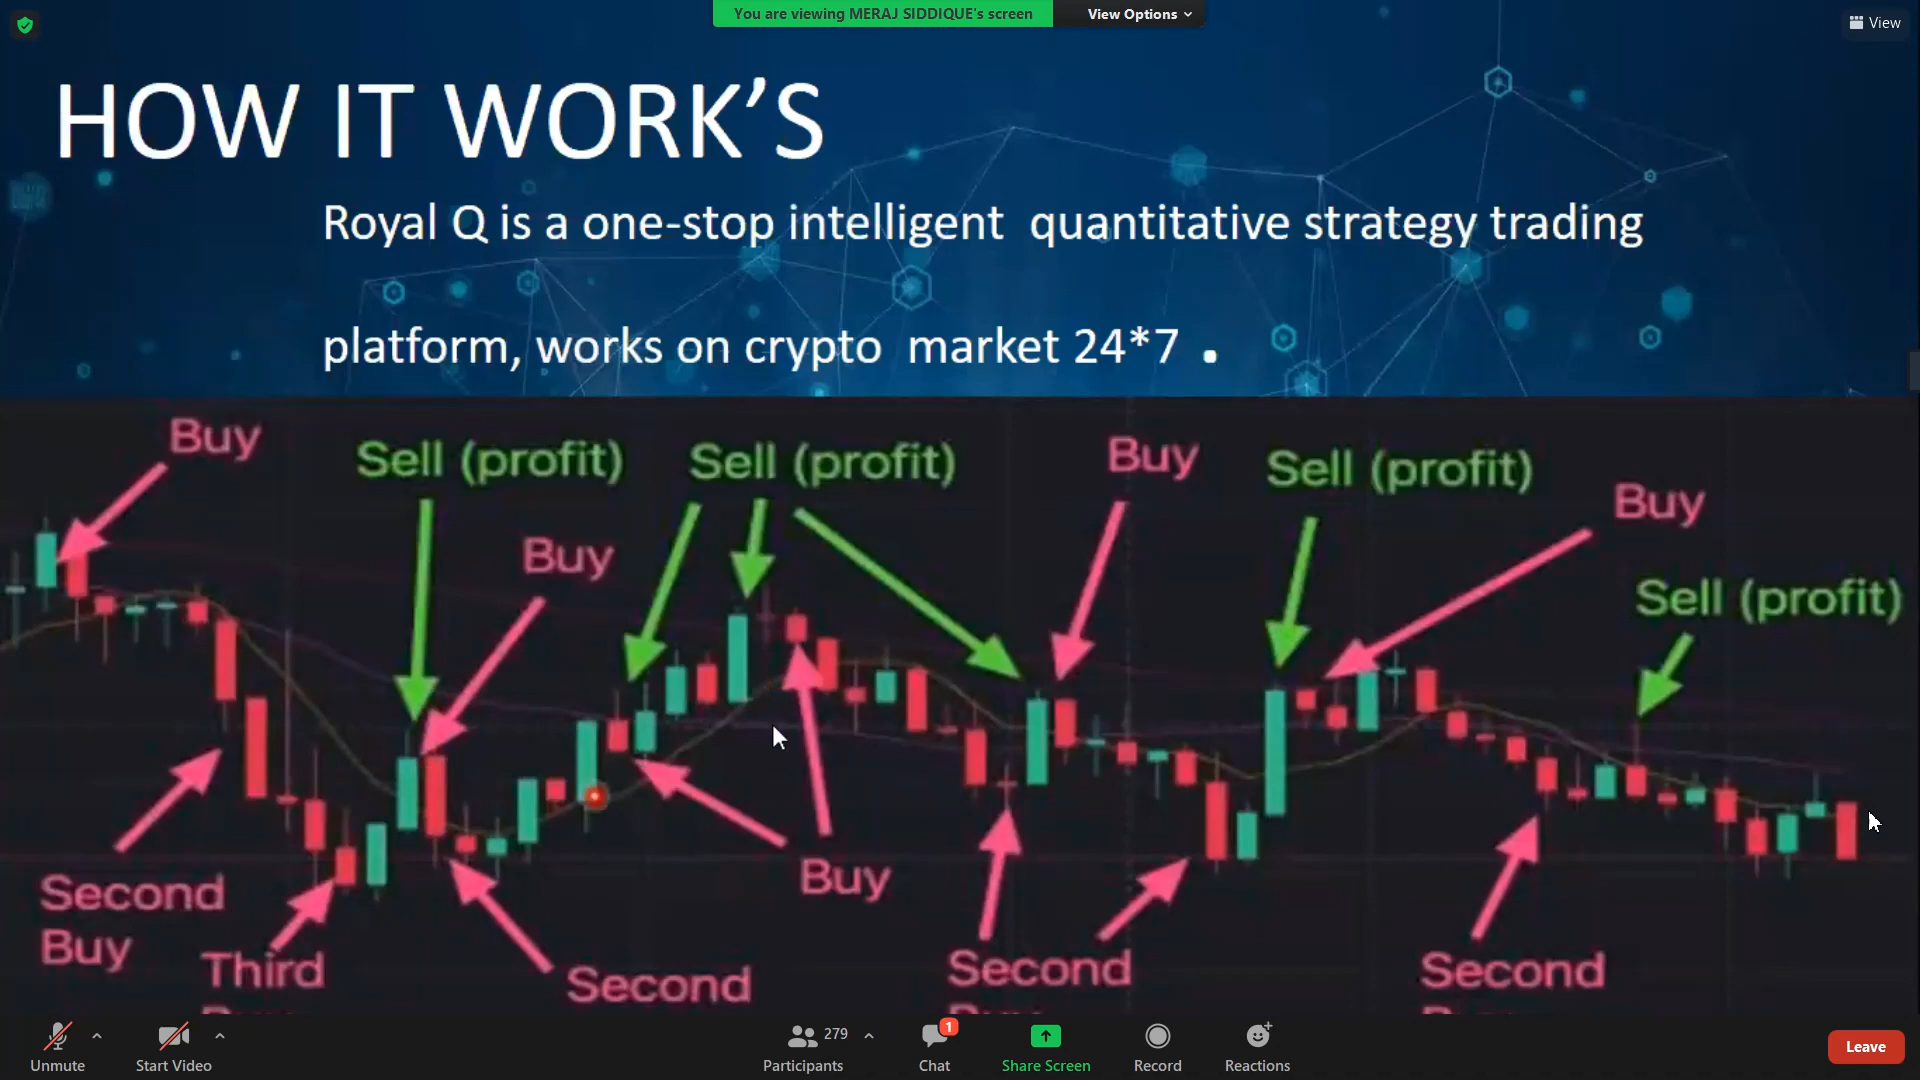 You are viewing MERAJ SIDDIQUE's screen
View Options
View
HOW IT WORK’S
Royal Q is a one-stop intelligent quantitative strategy trading
platform, works on crypto market 24*7 .
Buy
Sell (profit)
Sell (profit)
Buy
Sell (profit)
Buy
Buy
Sell (profit)
Buy
Second
Buy
Third
Second
Second
Second
Unmute
Start Video
279
Participants
1
Chat
Share Screen
Record
Reactions
Leave